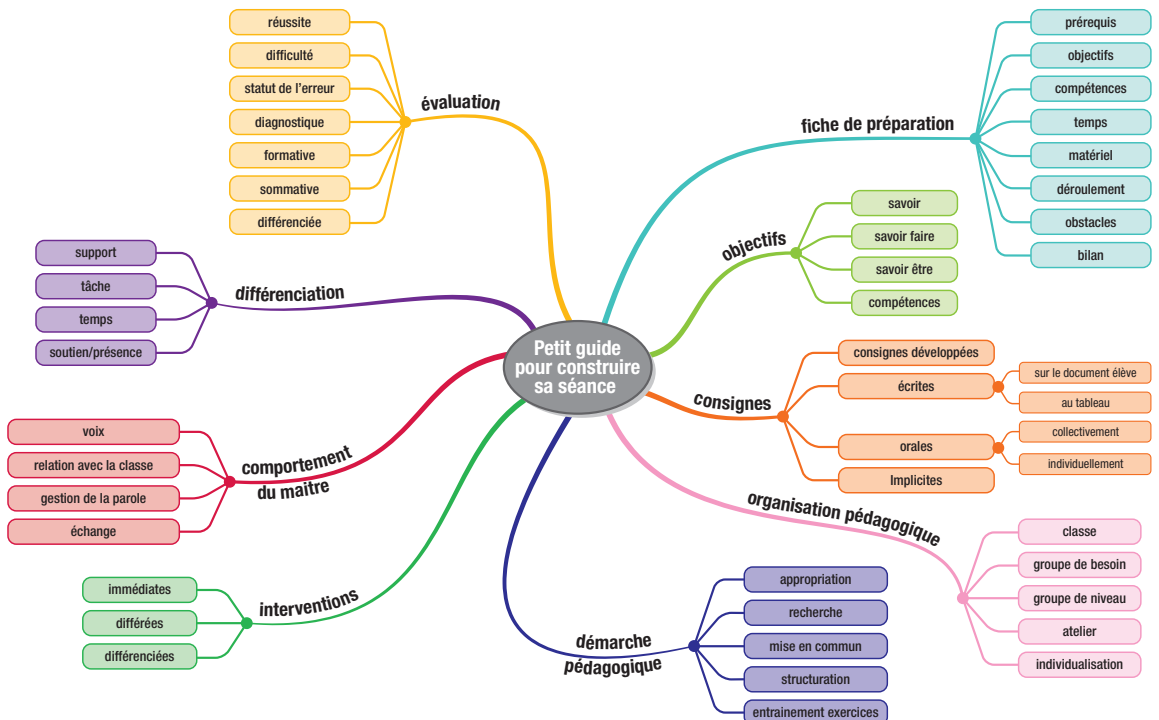 Petit guide
pour construire
sa séance
fiche de préparation
prérequis
objectifs
compétences
temps
matériel
déroulement
obstacles
bilan
objectifs
savoir
savoir faire
savoir être
compétences
consignes
consignes développées
écrites
sur le document élève
au tableau
orales
collectivement
individuellement
Implicites
organisation pédagogique
classe
groupe de besoin
groupe de niveau
atelier
individualisation
démarche
pédagogique
appropriation
recherche
mise en commun
structuration
entrainement exercices
interventions
immédiates
différées
différenciées
comportement
du maitre
voix
relation avec la classe
gestion de la parole
échange
différenciation
support
tâche
temps
soutien/présence
évaluation
réussite
difficulté
statut de l'erreur
diagnostique
formative
sommative
différenciée